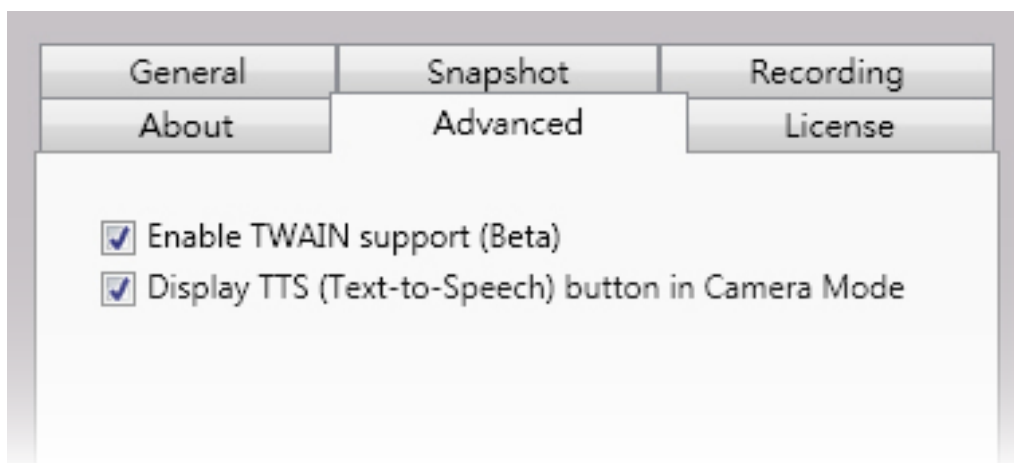 General Snapshot Recording
About Advanced License
Enable TWAIN support (Beta)
Display TTS (Text-to-Speech) button in Camera Mode